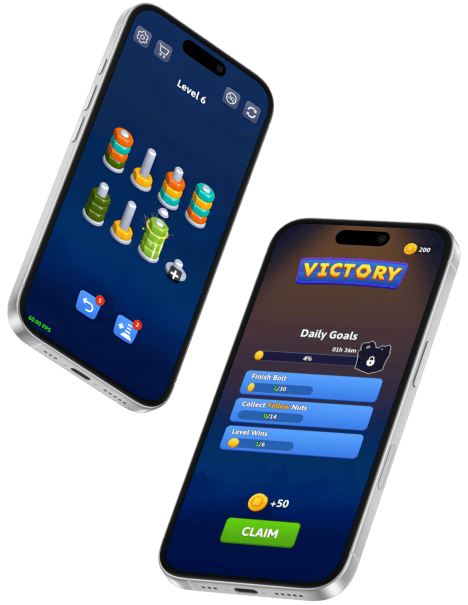 Level 6
5
2
60.00 FPS
200
VICTORY
Daily Goals
01h 36m
4%
Finish Bolt
1/30
Collect Yellow Nuts
0/14
Level Wins
1/6
+50
CLAIM